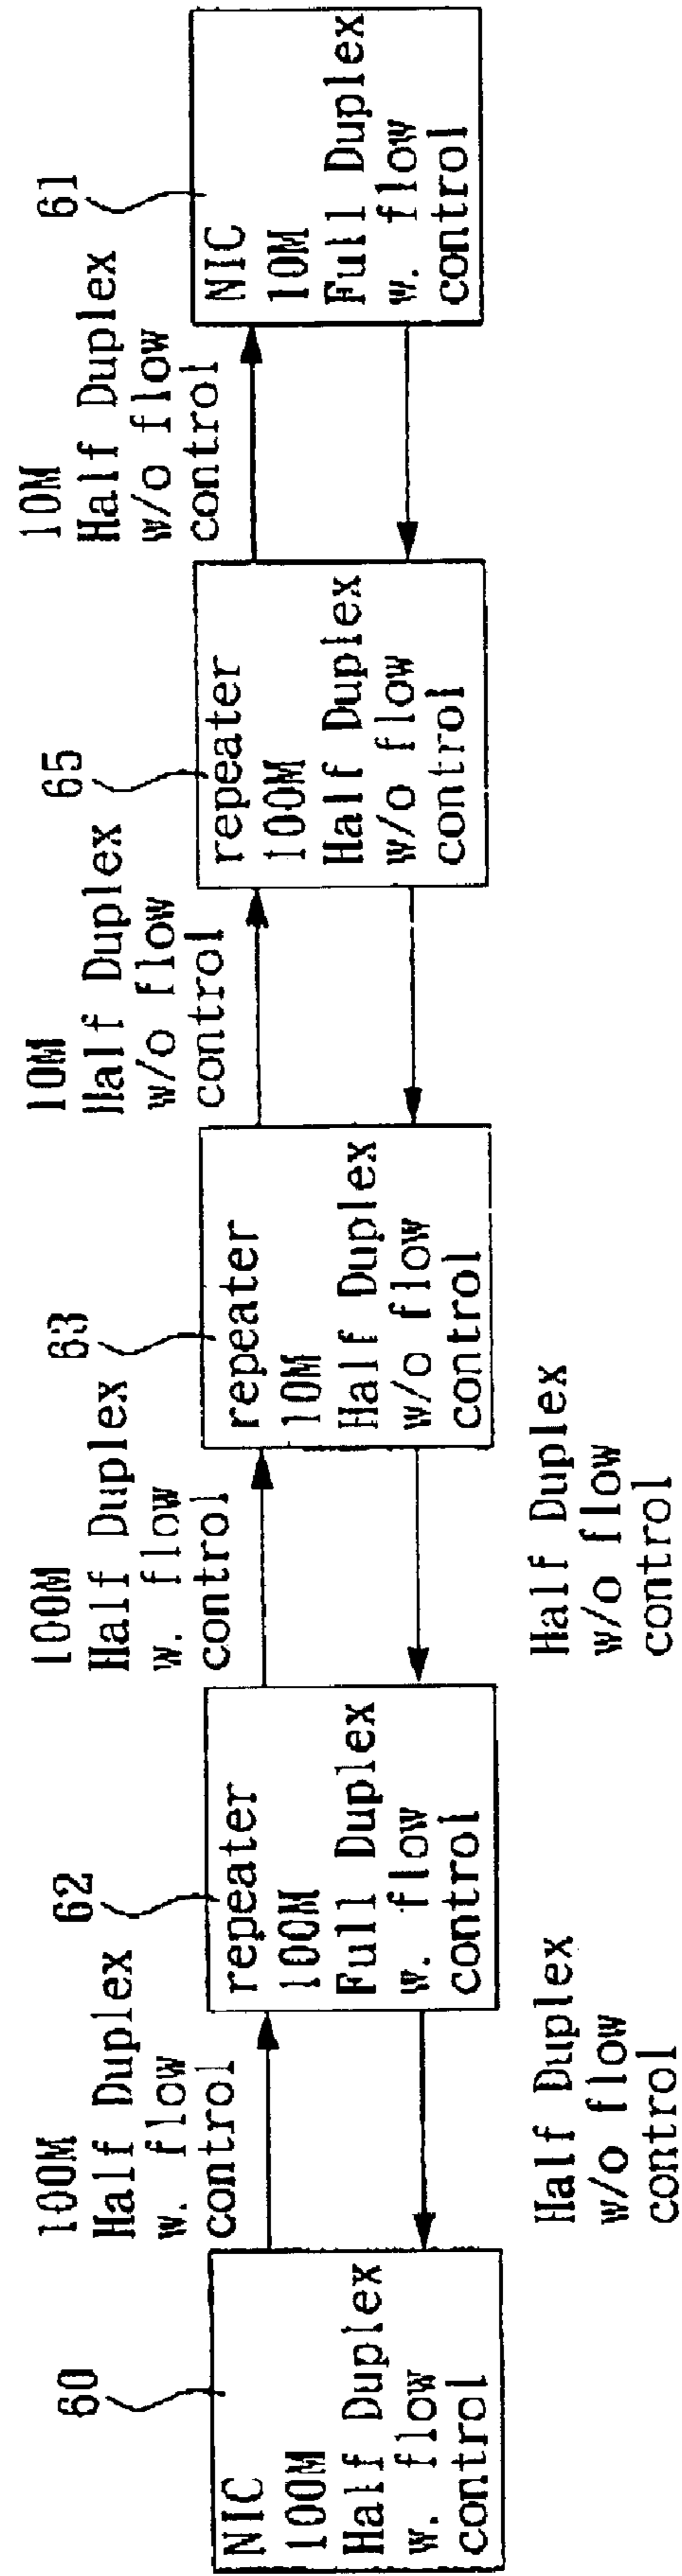 60
NIC
100M
Half Duplex
w. flow
control
100M
Half Duplex
w. flow
control
Half Duplex
w/o flow
control
62
repeater
100M
Full Duplex
w. flow
control
100M
Half Duplex
w. flow
control
Half Duplex
w/o flow
control
63
repeater
10M
Half Duplex
w/o flow
control
10M
Half Duplex
w/o flow
control
65
repeater
100M
Half Duplex
w/o flow
control
10M
Half Duplex
w/o flow
control
61
NIC
10M
Full Duplex
w. flow
control